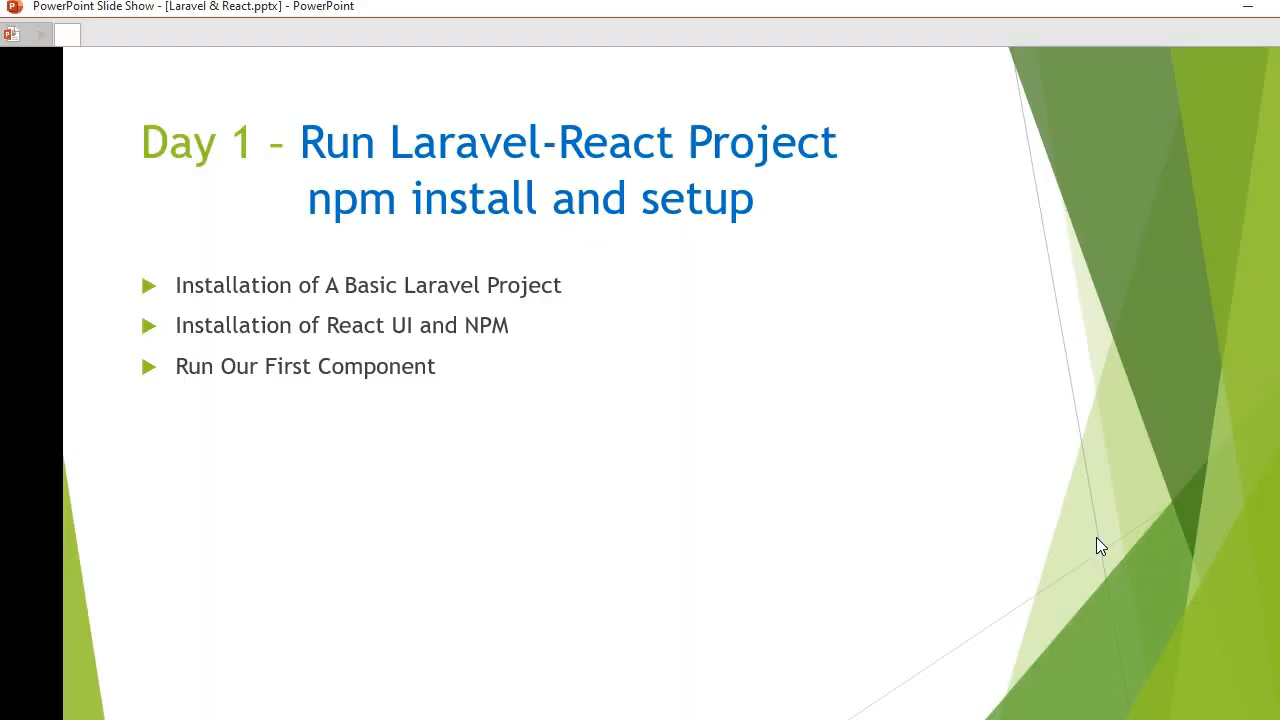 PowerPoint Slide Show - [Laravel & React.pptx] - PowerPoint
Day 1 – Run Laravel-React Project
npm install and setup
Installation of A Basic Laravel Project
Installation of React UI and NPM
Run Our First Component